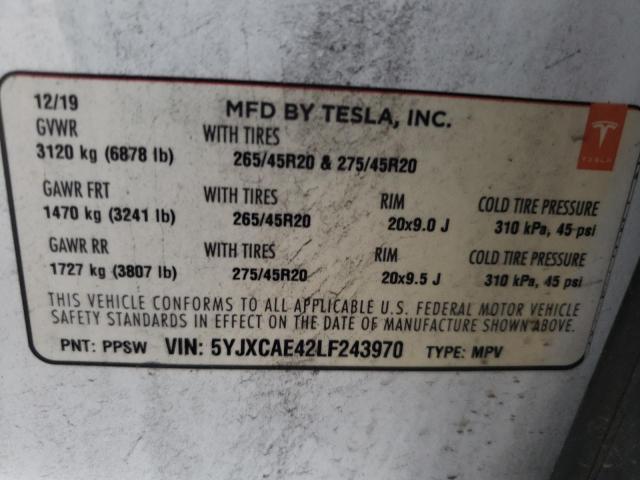 12/19 MFD BY TESLA, INC.
GVWR WITH TIRES
3120 kg (6878 lb) 265/45R20 & 275/45R20
TESLA
GAWR FRT WITH TIRES RIM COLD TIRE PRESSURE
1470 kg (3241 lb) 265/45R20 20x9.0 J 310 kPa, 45 psi
GAWR RR WITH TIRES RIM COLD TIRE PRESSURE
1727 kg (3807 lb) 275/45R20 20x9.5 J 310 kPa, 45 psi
THIS VEHICLE CONFORMS TO ALL APPLICABLE U.S. FEDERAL MOTOR VEHICLE
SAFETY STANDARDS IN EFFECT ON THE DATE OF MANUFACTURE SHOWN ABOVE.
PNT: PPSW VIN: 5YJXCAE42LF243970 TYPE: MPV